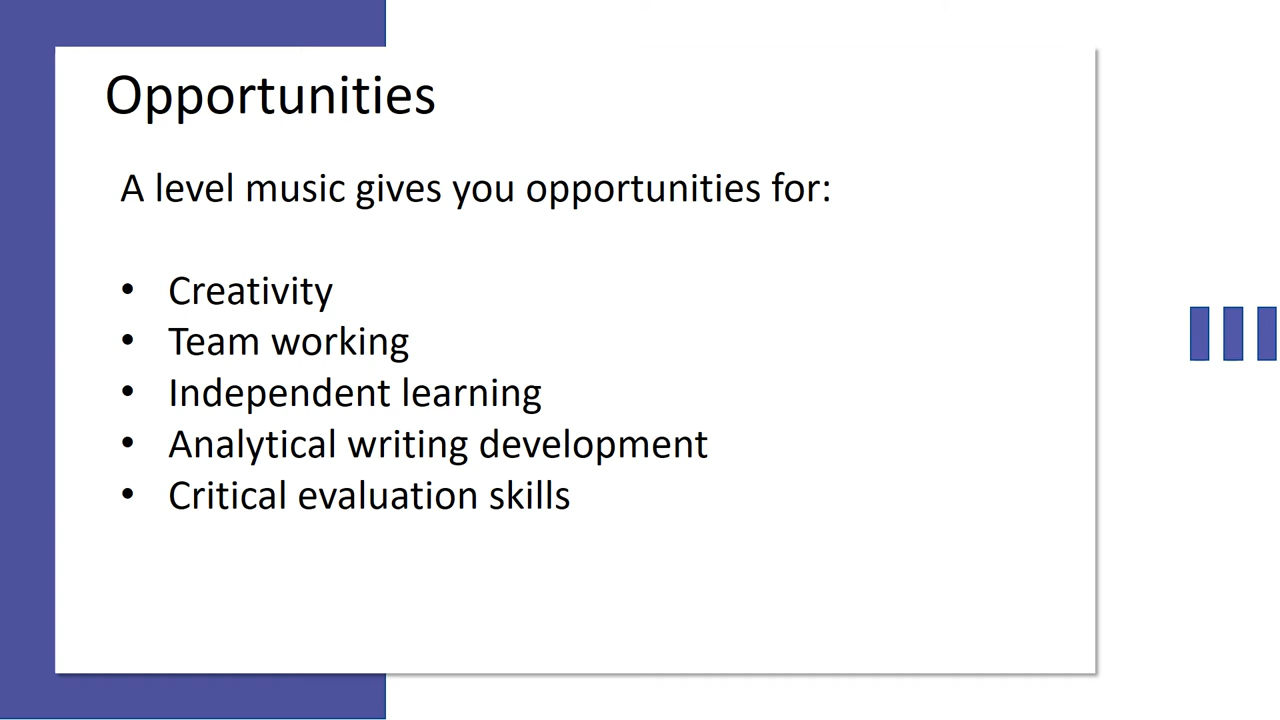 Opportunities
A level music gives you opportunities for:
• Creativity
• Team working
• Independent learning
• Analytical writing development
• Critical evaluation skills